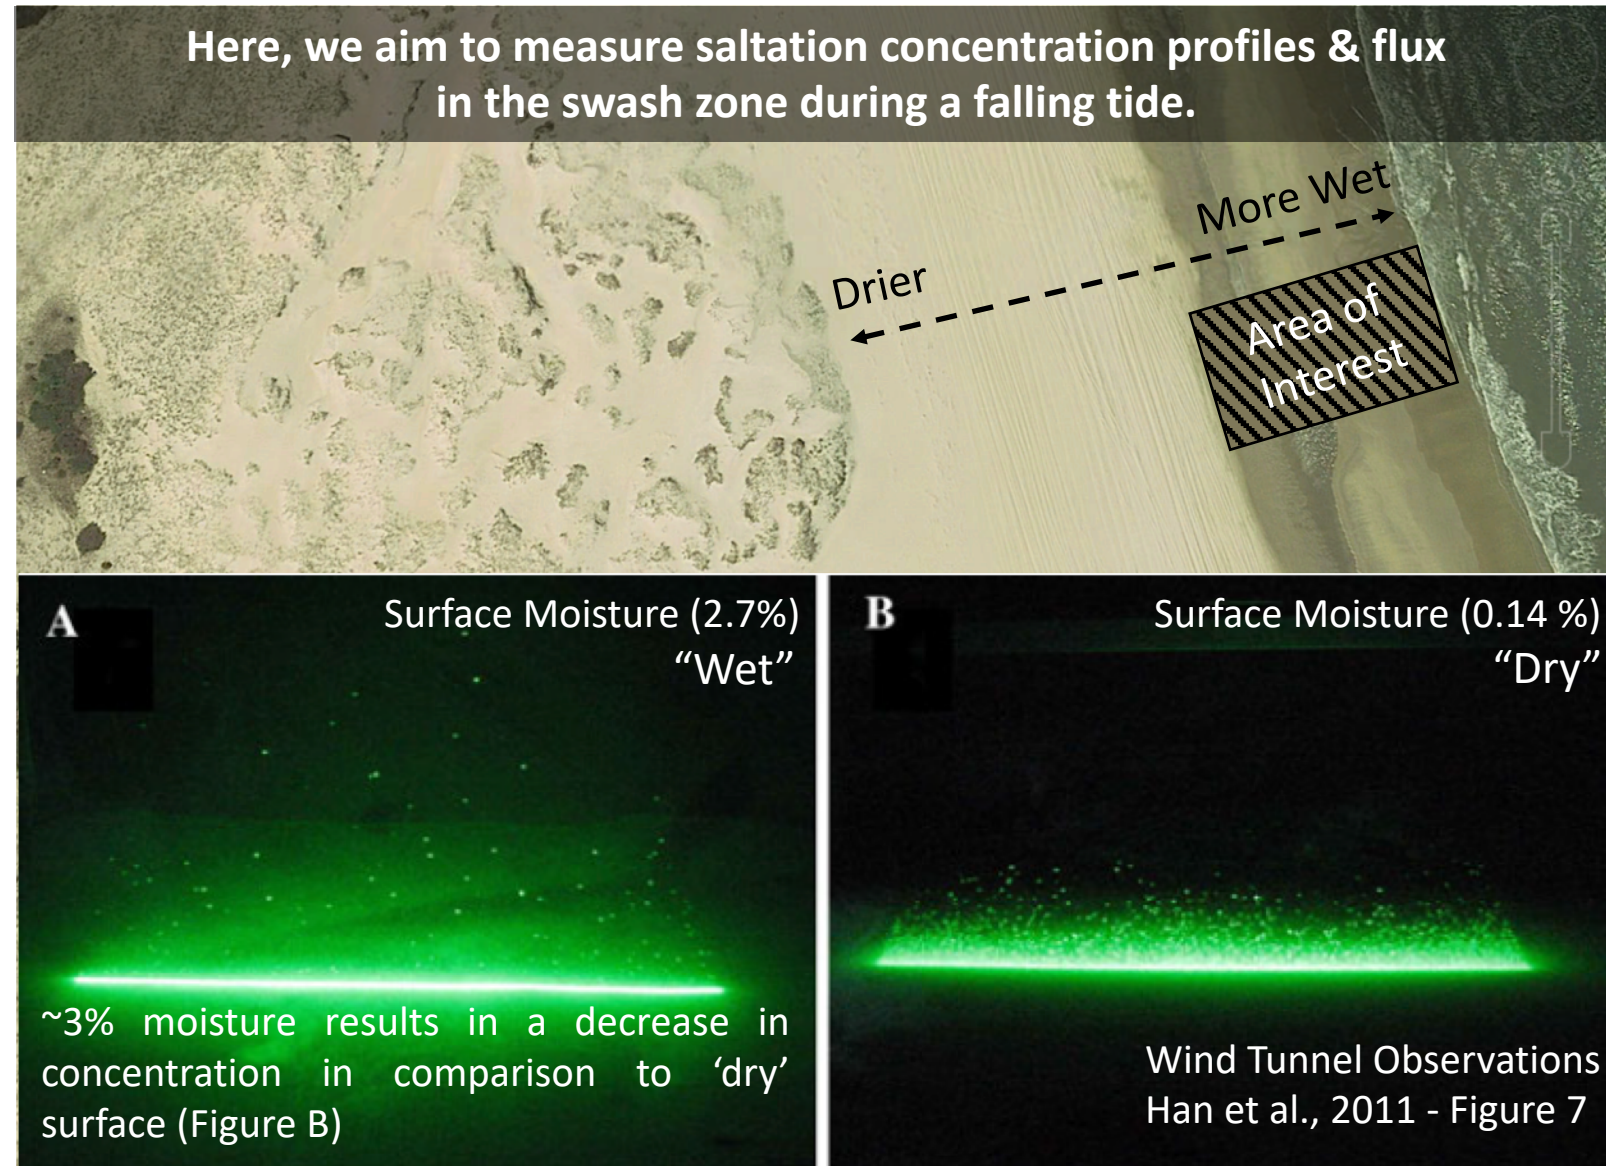 Here, we aim to measure saltation concentration profiles & flux
in the swash zone during a falling tide.
More Wet
Drier
Area of
Interest
A
Surface Moisture (2.7%)
“Wet”
~3% moisture results in a decrease in
concentration in comparison to ‘dry’
surface (Figure B)
B
Surface Moisture (0.14 %)
“Dry”
Wind Tunnel Observations
Han et al., 2011 - Figure 7